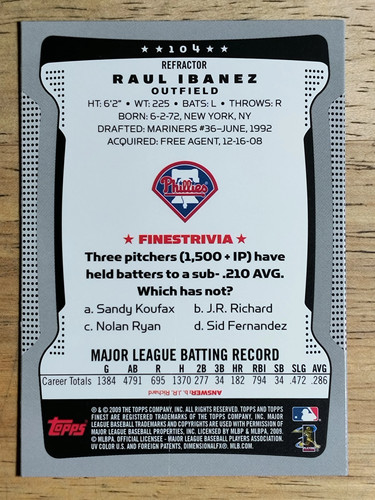 ★ ★ 104 ★ ★
REFRACTOR
RAUL IBANEZ
OUTFIELD
HT: 6'2" • WT: 225 • BATS: L • THROWS: R
BORN: 6-2-72, NEW YORK, NY
DRAFTED: MARINERS #36–JUNE, 1992
ACQUIRED: FREE AGENT, 12-16-08
Phillies
★ FINESTRIVIA ★
Three pitchers (1,500 + IP) have
held batters to a sub- .210 AVG.
Which has not?
a. Sandy Koufax b. J.R. Richard
c. Nolan Ryan d. Sid Fernandez
MAJOR LEAGUE BATTING RECORD
G AB R H 2B 3B HR RBI SB SLG AVG
Career Totals 1384 4791 695 1370 277 34 182 794 34 .472 .286
ANSWER: b. J.R. Richard
Topps
® & © 2009 THE TOPPS COMPANY, INC. ALL RIGHTS RESERVED. TOPPS AND TOPPS
FINEST ARE REGISTERED TRADEMARKS OF THE TOPPS COMPANY, INC. MAJOR
LEAGUE BASEBALL TRADEMARKS AND COPYRIGHTS ARE USED WITH PERMISSION OF
MAJOR LEAGUE BASEBALL PROPERTIES, INC. LICENSED BY MLBP & MLBPA, 2009.
© MLBPA. OFFICIAL LICENSEE - MAJOR LEAGUE BASEBALL PLAYERS ASSOCIATION.
UV COLOR U.S. AND FOREIGN PATENTS, DIMENSIONALFX®. MLB.COM.